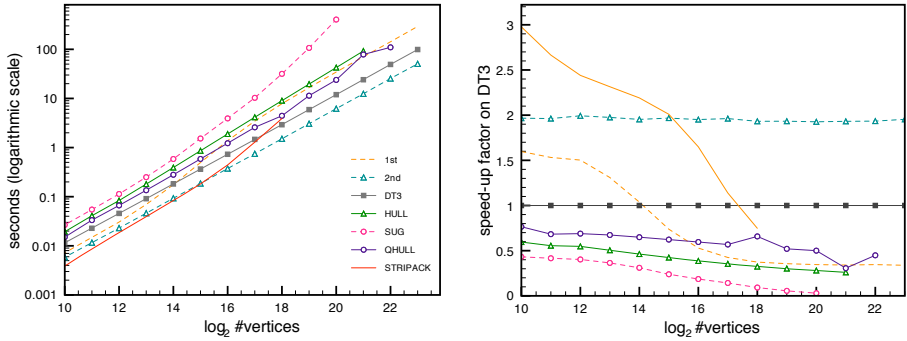 seconds (logarithmic scale)
100
10
1
0.1
0.01
0.001
1st
2nd
DT3
HULL
SUG
QHULL
STRIPACK
10 12 14 16 18 20 22
log2 #vertices
speed-up factor on DT3
3
2.5
2
1.5
1
0.5
0
10 12 14 16 18 20 22
log2 #vertices